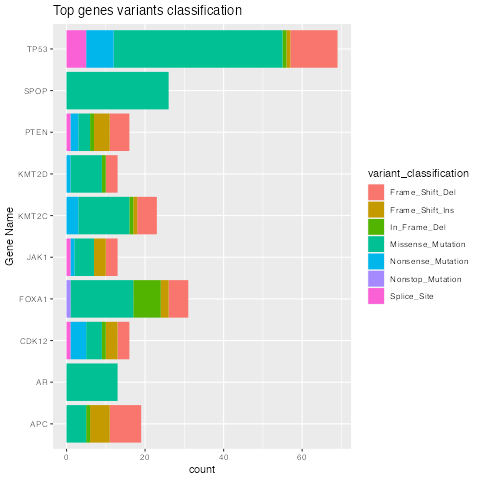 Top genes variants classification
TP53
SPOP
PTEN
KMT2D
KMT2C
JAK1
FOXA1
CDK12
AR
APC
Gene Name
0 20 40 60
count
variant_classification
Frame_Shift_Del
Frame_Shift_Ins
In_Frame_Del
Missense_Mutation
Nonsense_Mutation
Nonstop_Mutation
Splice_Site